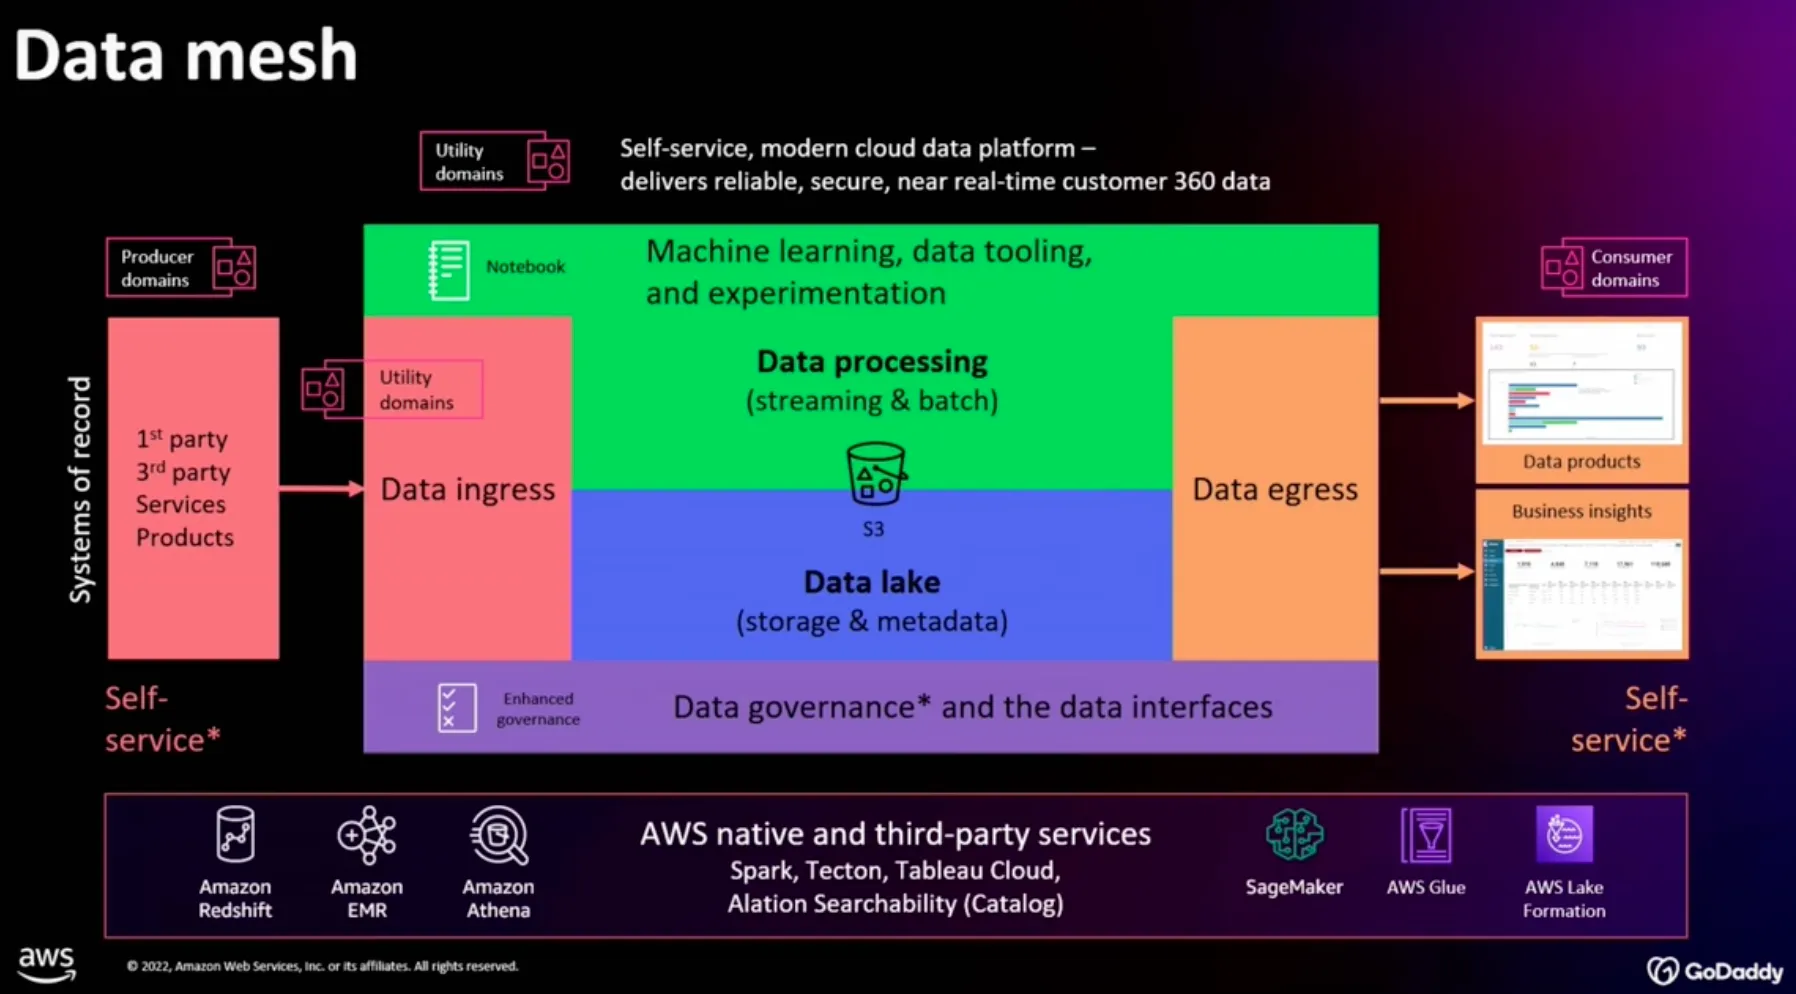 Data mesh
Utility
domains
Self-service, modern cloud data platform –
delivers reliable, secure, near real-time customer 360 data
Producer
domains
Notebook
Machine learning, data tooling,
and experimentation
Consumer
domains
Systems of record
1st party
3rd party
Services
Products
Utility
domains
Data ingress
Data processing
(streaming & batch)
S3
Data lake
(storage & metadata)
Data egress
Data products
Business insights
Self-
service*
Enhanced
governance
Data governance* and the data interfaces
Self-
service*
Amazon
Redshift
Amazon
EMR
Amazon
Athena
AWS native and third-party services
Spark, Tecton, Tableau Cloud,
Alation Searchability (Catalog)
SageMaker
AWS Glue
AWS Lake
Formation
aws
© 2022, Amazon Web Services, Inc. or its affiliates. All rights reserved.
GoDaddy